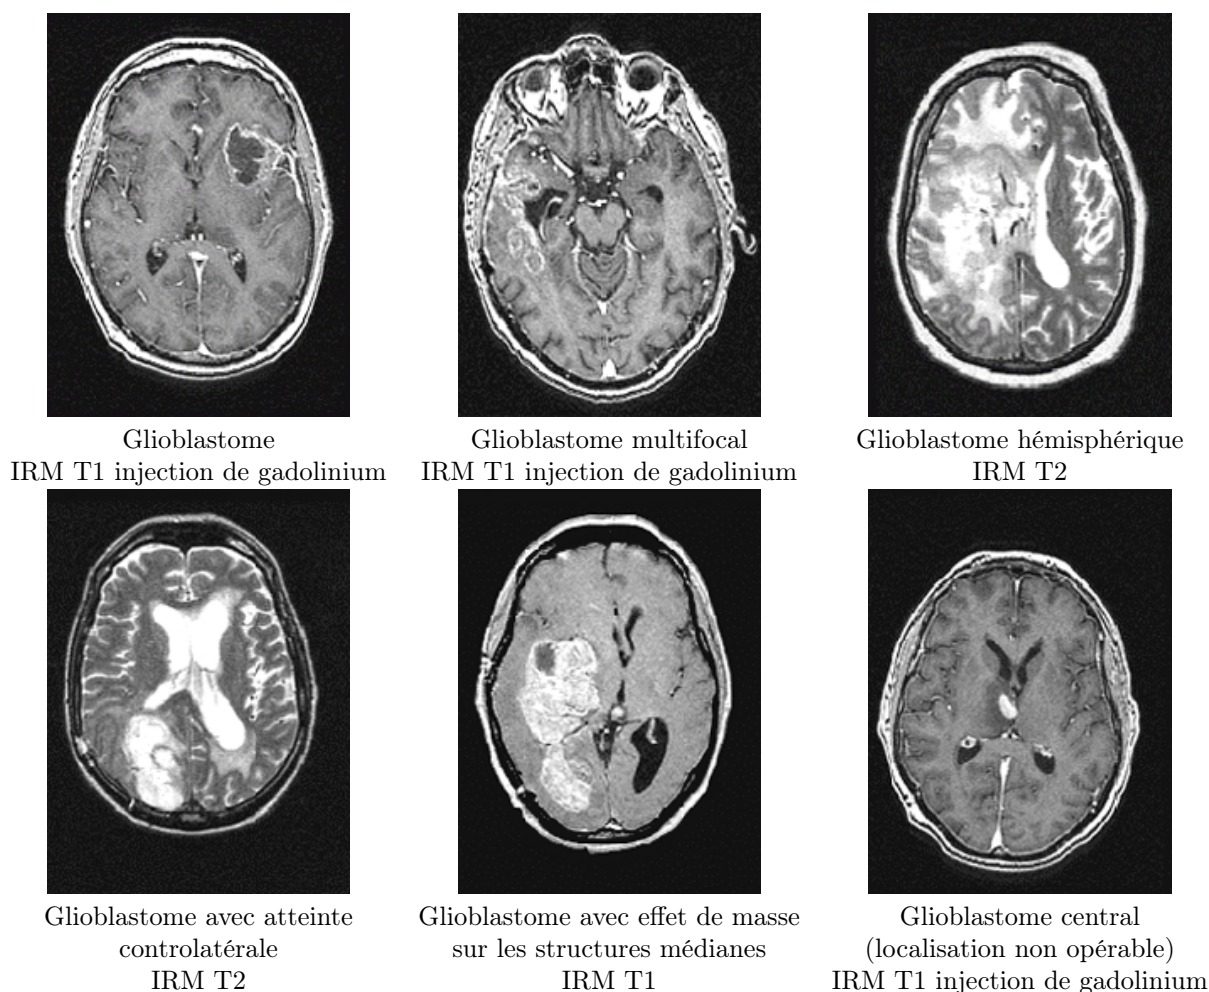 Glioblastome
IRM T1 injection de gadolinium
Glioblastome multifocal
IRM T1 injection de gadolinium
Glioblastome hémisphérique
IRM T2
Glioblastome avec atteinte
controlatérale
IRM T2
Glioblastome avec effet de masse
sur les structures médianes
IRM T1
Glioblastome central
(localisation non opérable)
IRM T1 injection de gadolinium